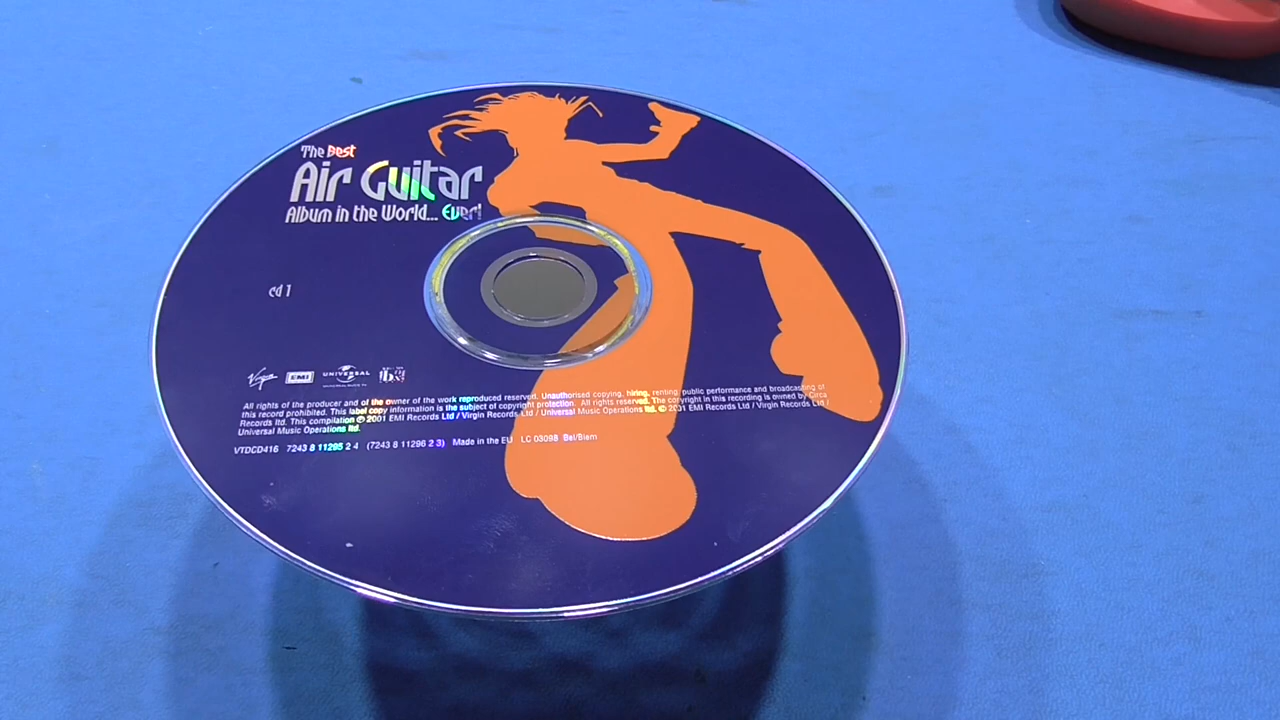 The Best
Air Guitar
Album in the World... Ever!
cd 1
Virgin EMI UNIVERSAL
All rights of the producer and of the owner of the work reproduced reserved. Unauthorised copying, hiring, renting, public performance and broadcasting of
this record prohibited. This label copy information is the subject of copyright protection. All rights reserved. The copyright in this recording is owned by Circa
Records ltd. This compilation ℗ 2001 EMI Records Ltd / Virgin Records Ltd / Universal Music Operations ltd. © 2001 EMI Records Ltd / Virgin Records Ltd /
Universal Music Operations ltd.
VTDCD416 7243 8 11295 2 4 (7243 8 11296 2 3) Made in the EU LC 03098 Bel/Biem